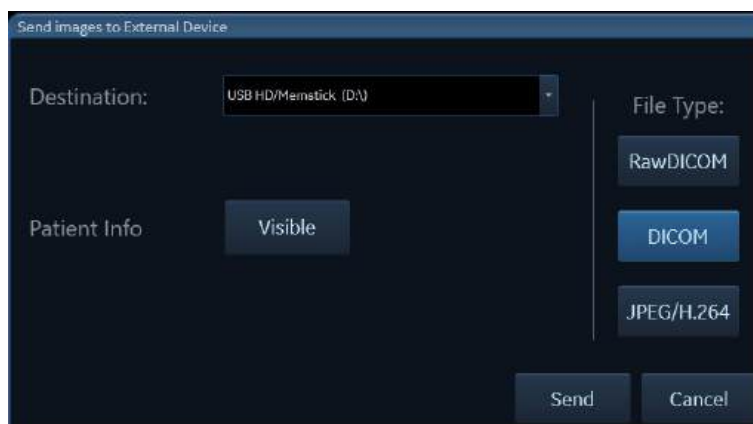 Send images to External Device
Destination:
USB HD/Memstick (D:\)
File Type:
RawDICOM
Patient Info
Visible
DICOM
JPEG/H.264
Send
Cancel